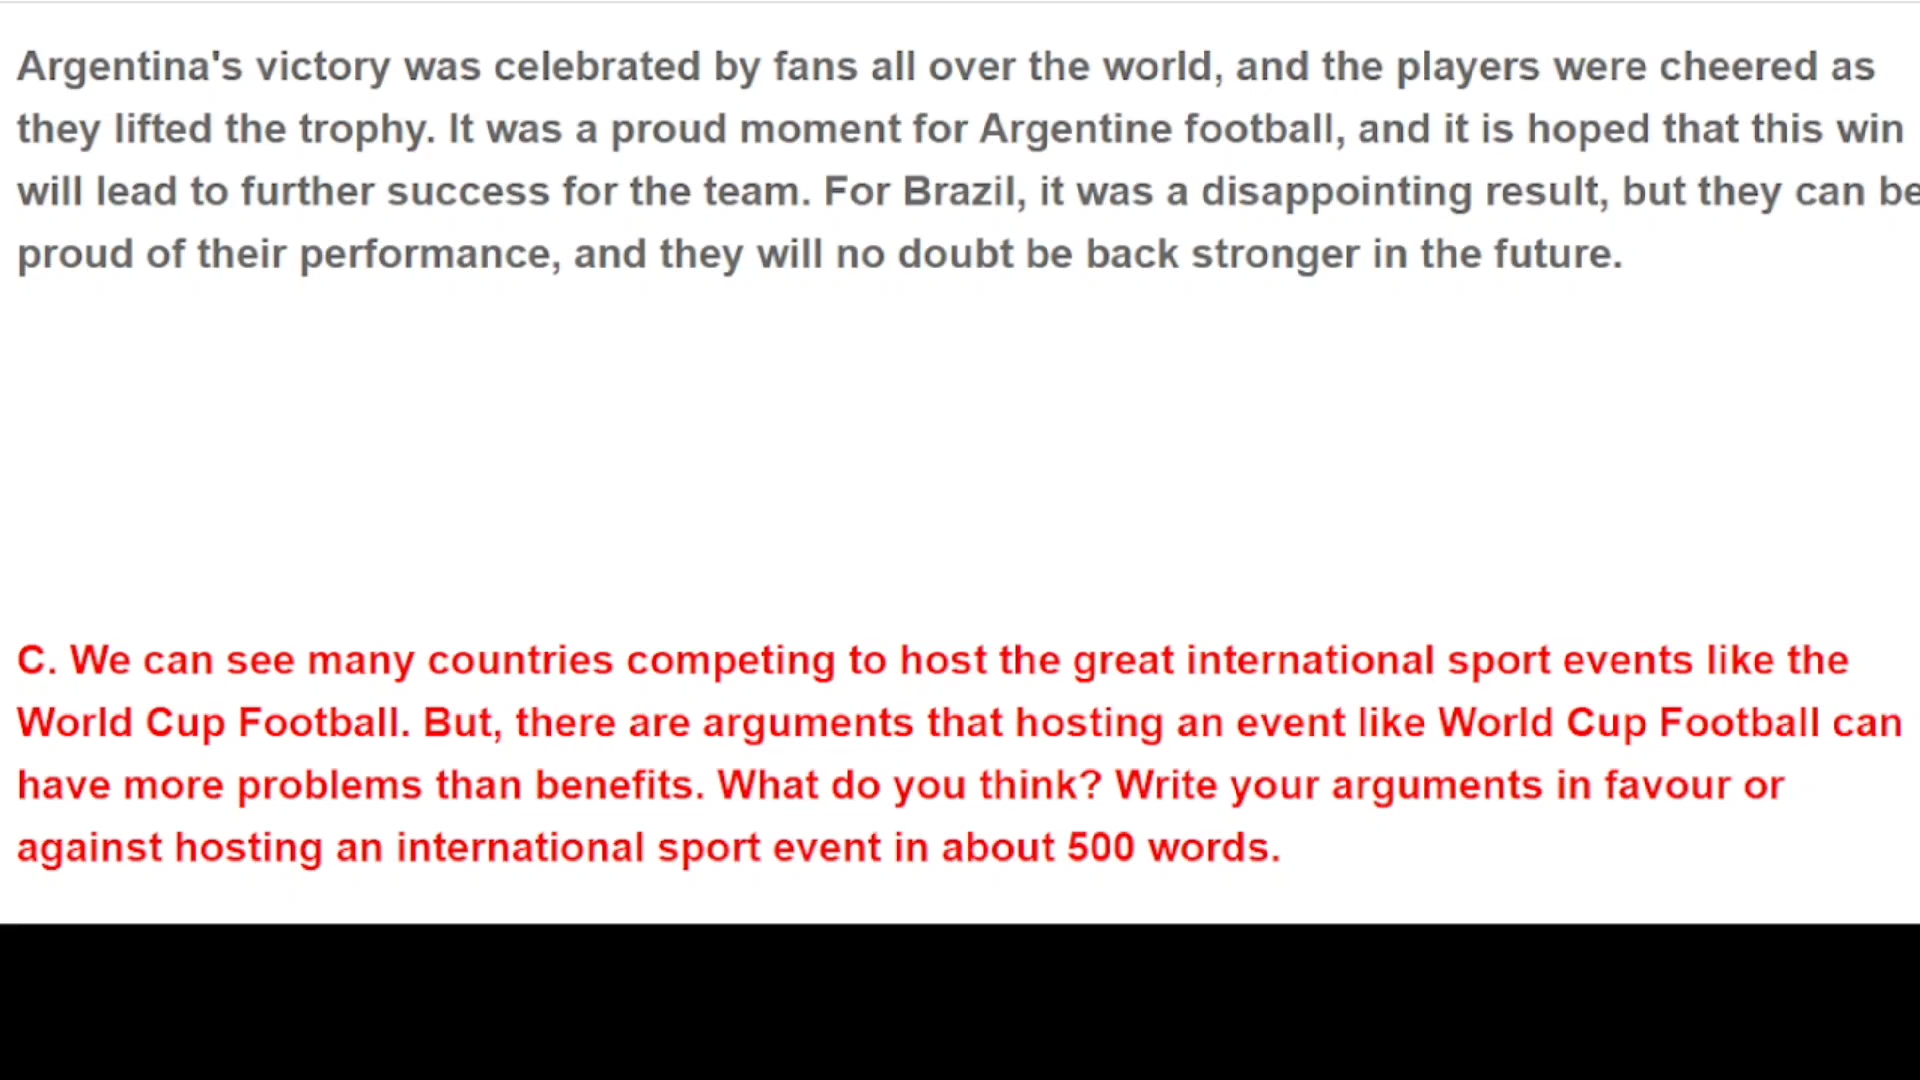 Argentina's victory was celebrated by fans all over the world, and the players were cheered as
they lifted the trophy. It was a proud moment for Argentine football, and it is hoped that this win
will lead to further success for the team. For Brazil, it was a disappointing result, but they can be
proud of their performance, and they will no doubt be back stronger in the future.
C. We can see many countries competing to host the great international sport events like the
World Cup Football. But, there are arguments that hosting an event like World Cup Football can
have more problems than benefits. What do you think? Write your arguments in favour or
against hosting an international sport event in about 500 words.